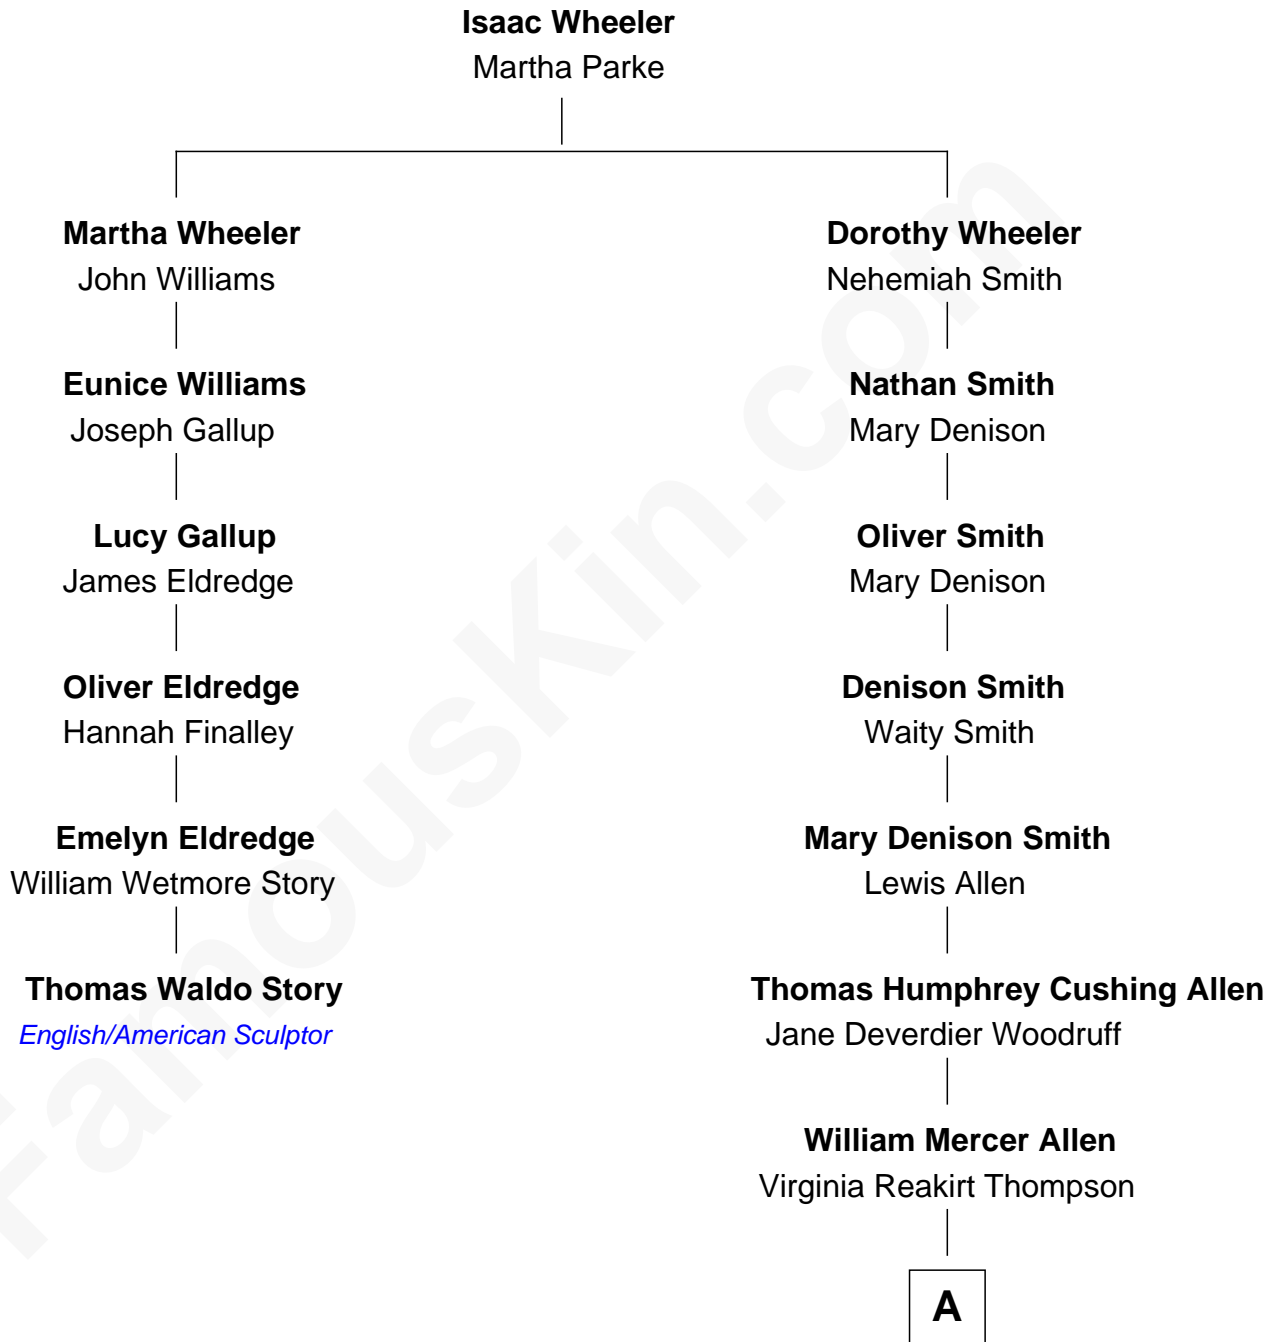 Isaac Wheeler
Martha Parke
Martha Wheeler
John Williams
Dorothy Wheeler
Nehemiah Smith
Eunice Williams
Joseph Gallup
Nathan Smith
Mary Denison
Lucy Gallup
James Eldredge
Oliver Smith
Mary Denison
Oliver Eldredge
Hannah Finalley
Denison Smith
Waity Smith
Emelyn Eldredge
William Wetmore Story
Mary Denison Smith
Lewis Allen
Thomas Waldo Story
English/American Sculptor
Thomas Humphrey Cushing Allen
Jane Deverdier Woodruff
William Mercer Allen
Virginia Reakirt Thompson
A
FamousKin.com